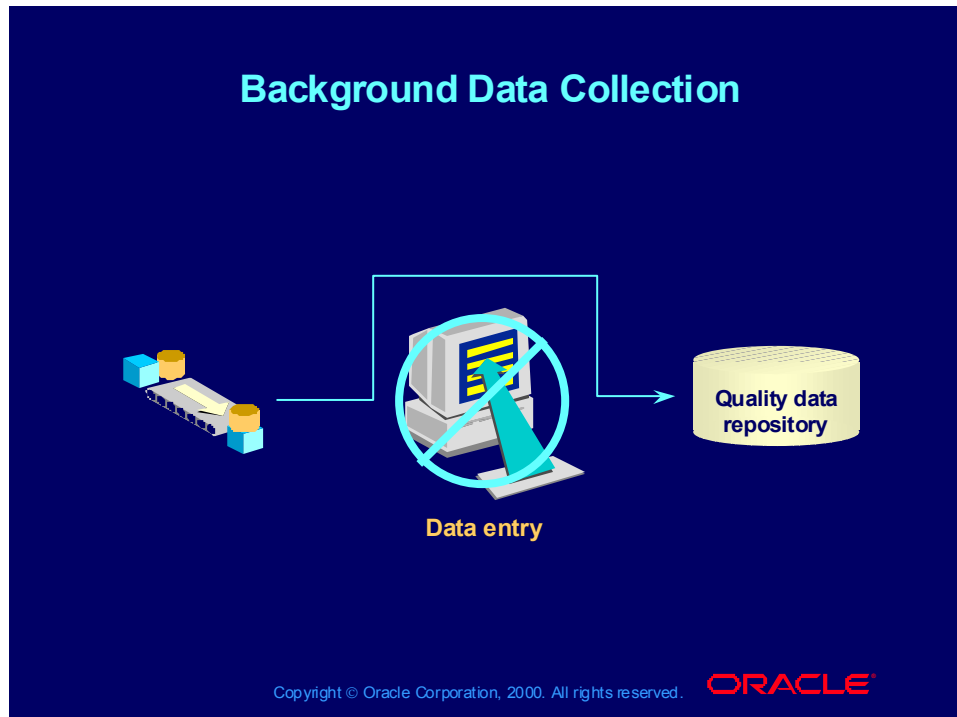 Background Data Collection
Quality data
repository
Data entry
Copyright © Oracle Corporation, 2000. All rights reserved.
ORACLE®